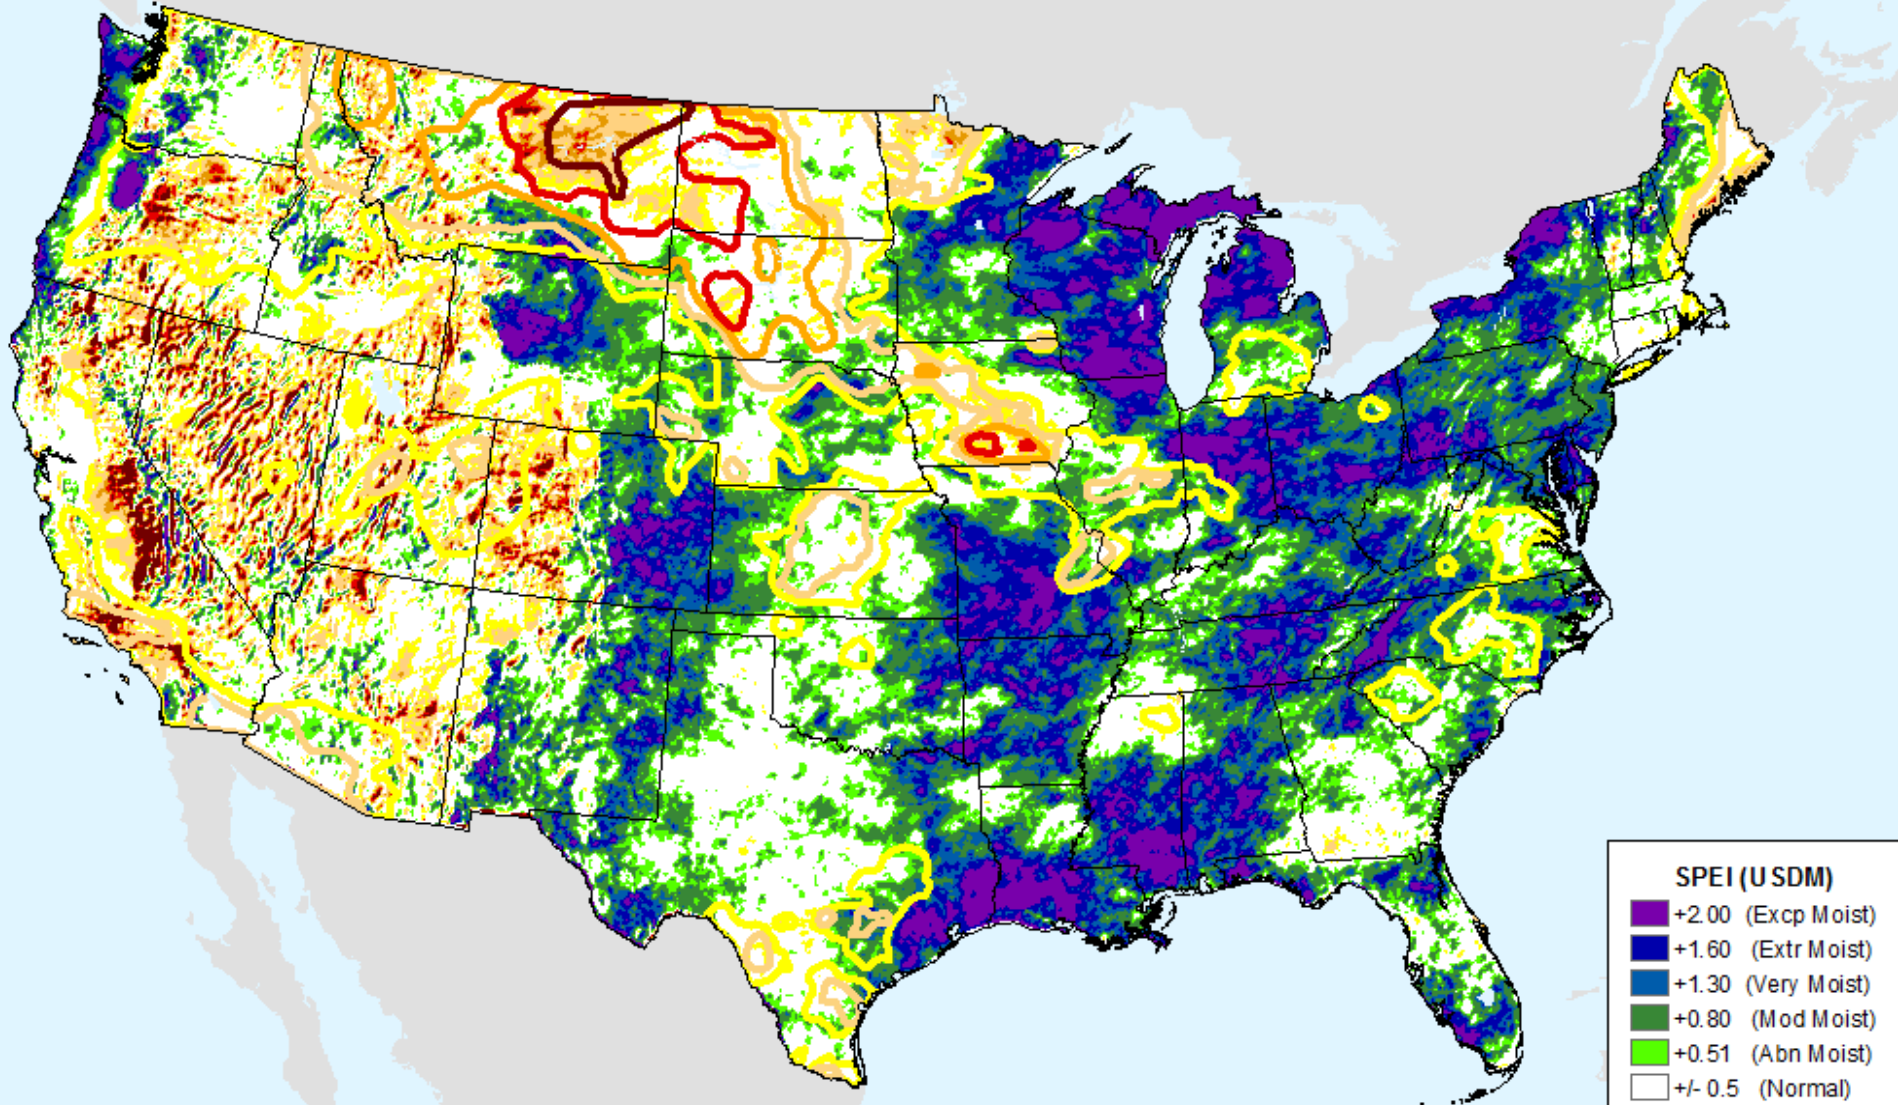 SPEI (USDM)
+2.00 (Excp Moist)
+1.60 (Extr Moist)
+1.30 (Very Moist)
+0.80 (Mod Moist)
+0.51 (Abn Moist)
+/- 0.5 (Normal)